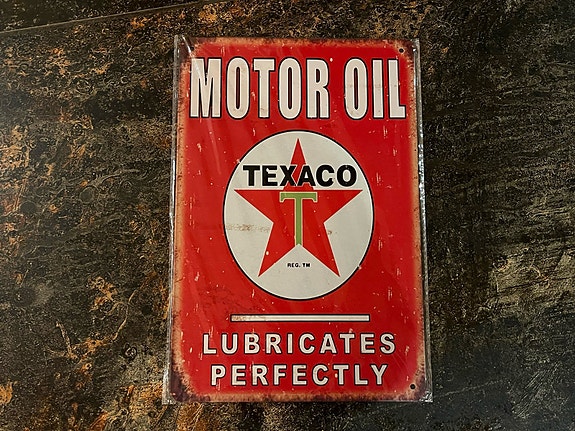 MOTOR OIL
TEXACO
T
REG. TM
LUBRICATES
PERFECTLY